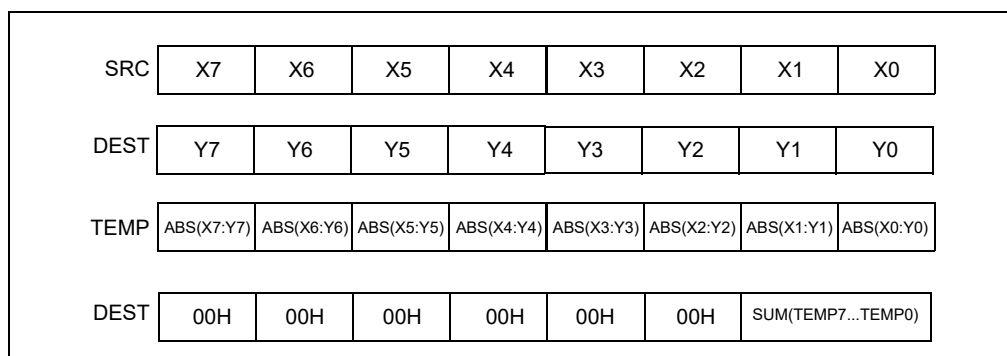 SRC X7 X6 X5 X4 X3 X2 X1 X0
DEST Y7 Y6 Y5 Y4 Y3 Y2 Y1 Y0
TEMP ABS(X7:Y7) ABS(X6:Y6) ABS(X5:Y5) ABS(X4:Y4) ABS(X3:Y3) ABS(X2:Y2) ABS(X1:Y1) ABS(X0:Y0)
DEST 00H 00H 00H 00H 00H 00H SUM(TEMP7...TEMP0)